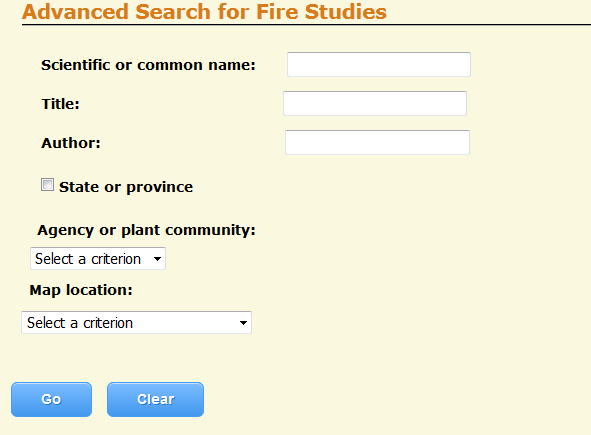 Advanced Search for Fire Studies
Scientific or common name:
Title:
Author:
State or province
Agency or plant community:
Select a criterion
Map location:
Select a criterion
Go Clear